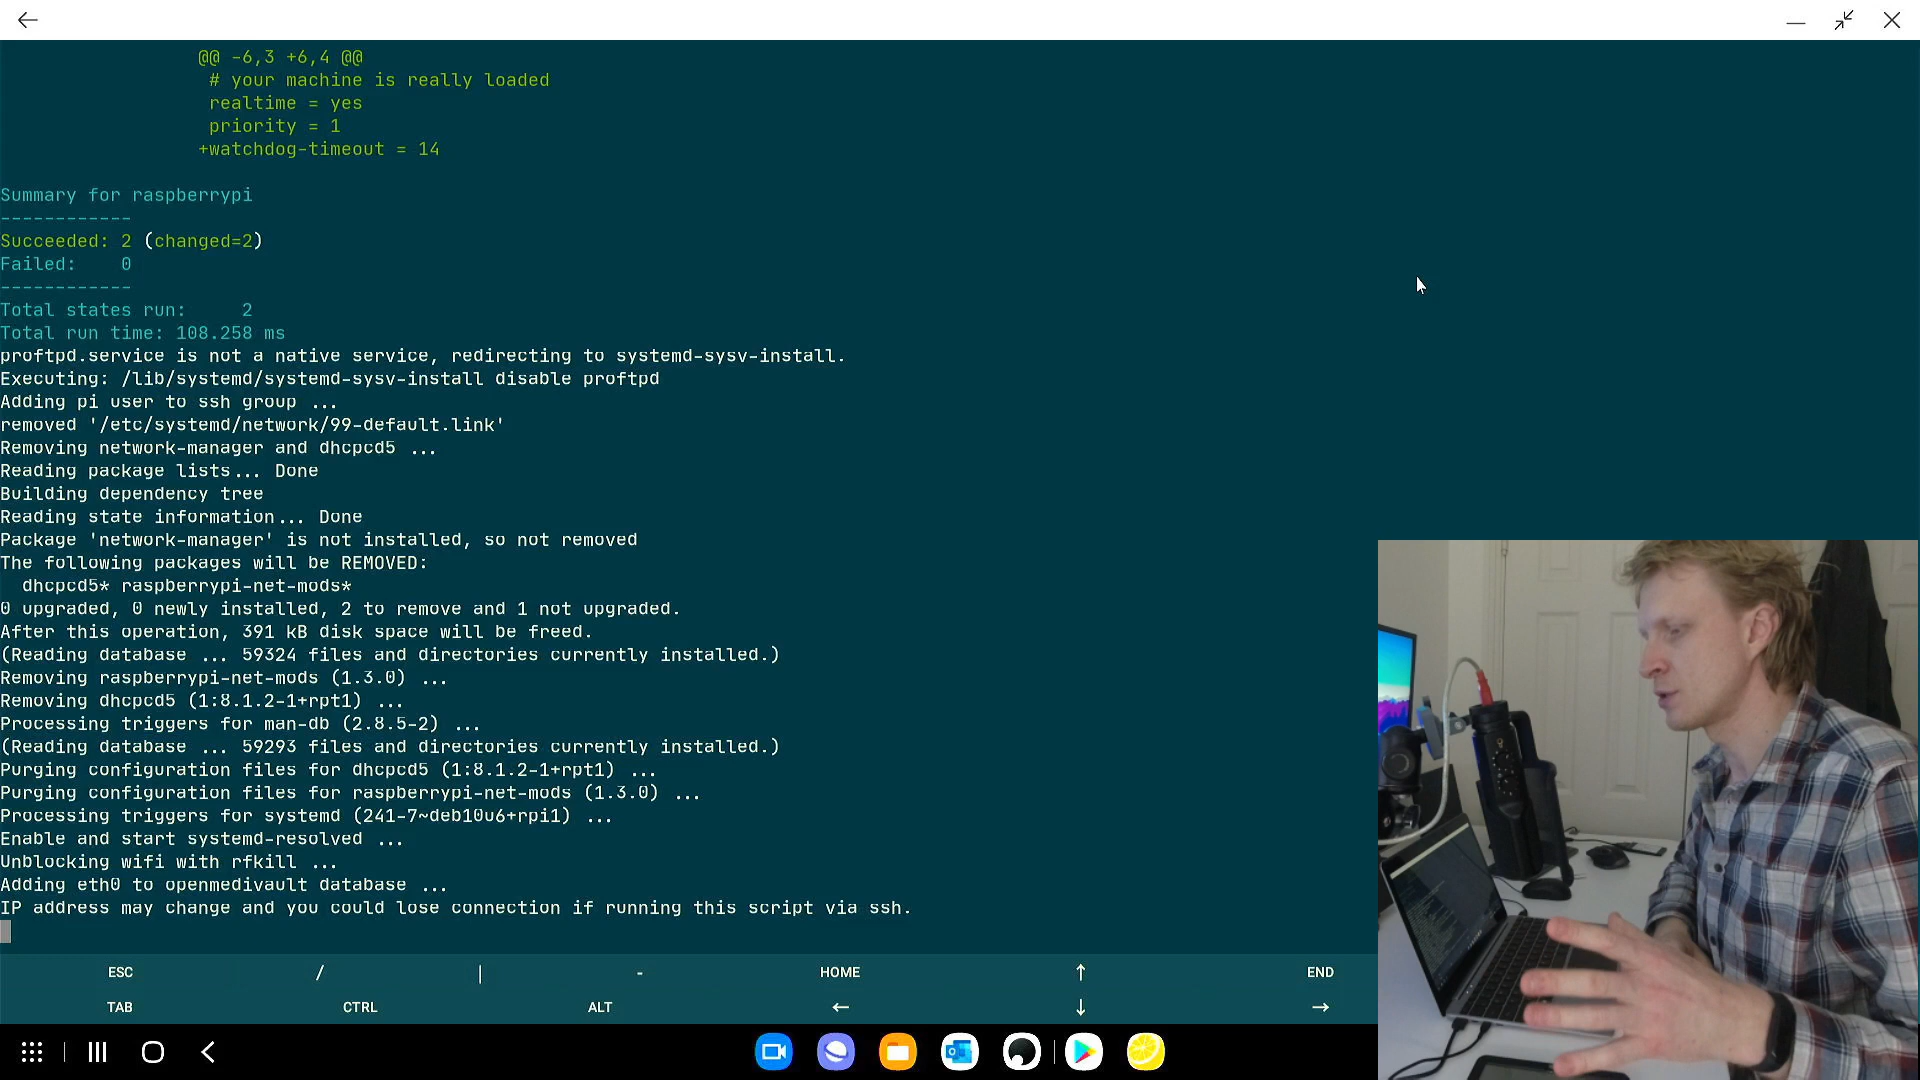 @@ -6,3 +6,4 @@
# your machine is really loaded
realtime = yes
priority = 1
+watchdog-timeout = 14
Summary for raspberrypi
------------
Succeeded: 2 (changed=2)
Failed:    0
------------
Total states run:     2
Total run time: 108.258 ms
proftpd.service is not a native service, redirecting to systemd-sysv-install.
Executing: /lib/systemd/systemd-sysv-install disable proftpd
Adding pi user to ssh group ...
removed '/etc/systemd/network/99-default.link'
Removing network-manager and dhcpcd5 ...
Reading package lists... Done
Building dependency tree
Reading state information... Done
Package 'network-manager' is not installed, so not removed
The following packages will be REMOVED:
  dhcpcd5* raspberrypi-net-mods*
0 upgraded, 0 newly installed, 2 to remove and 1 not upgraded.
After this operation, 391 kB disk space will be freed.
(Reading database ... 59324 files and directories currently installed.)
Removing raspberrypi-net-mods (1.3.0) ...
Removing dhcpcd5 (1:8.1.2-1+rpt1) ...
Processing triggers for man-db (2.8.5-2) ...
(Reading database ... 59293 files and directories currently installed.)
Purging configuration files for dhcpcd5 (1:8.1.2-1+rpt1) ...
Purging configuration files for raspberrypi-net-mods (1.3.0) ...
Processing triggers for systemd (241-7~deb10u6+rpi1) ...
Enable and start systemd-resolved ...
Unblocking wifi with rfkill ...
Adding eth0 to openmedivault database ...
IP address may change and you could lose connection if running this script via ssh.
ESC / | - HOME ↑ END
TAB CTRL ALT ← ↓ →